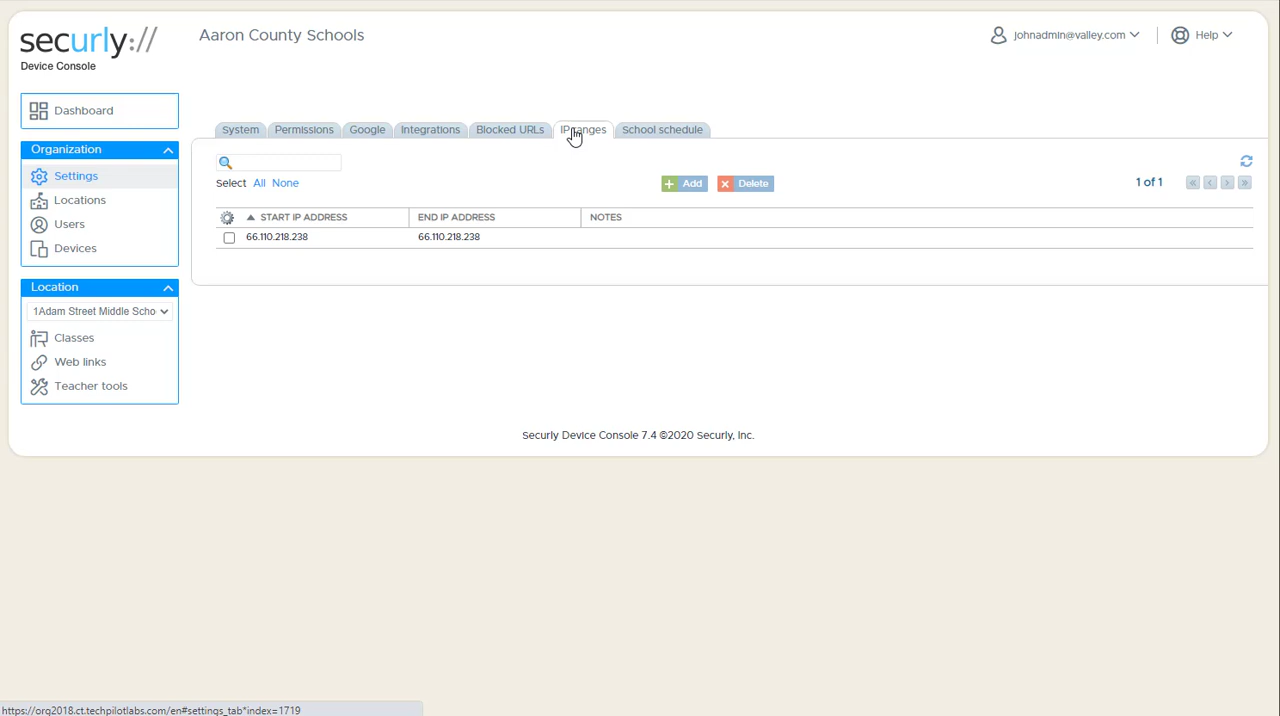 securly://
Device Console
Aaron County Schools
johnadmin@valley.com
Help
Dashboard
Organization
Settings
Locations
Users
Devices
Location
1Adam Street Middle Scho
Classes
Web links
Teacher tools
System Permissions Google Integrations Blocked URLs IP ranges School schedule
Select All None
Add Delete
1 of 1
START IP ADDRESS END IP ADDRESS NOTES
66.110.218.238 66.110.218.238
Securly Device Console 7.4 ©2020 Securly, Inc.
https://org2018.ct.techpilotlabs.com/en#settings_tab*index=1719